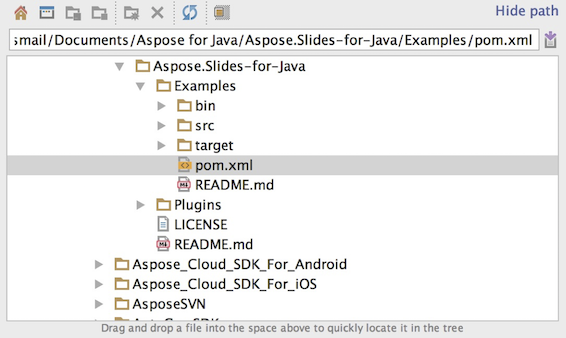 Hide path
smail/Documents/Aspose for Java/Aspose.Slides-for-Java/Examples/pom.xml
Aspose.Slides-for-Java
Examples
bin
src
target
pom.xml
README.md
Plugins
LICENSE
README.md
Aspose_Cloud_SDK_For_Android
Aspose_Cloud_SDK_For_iOS
AsposeSVN
Drag and drop a file into the space above to quickly locate it in the tree